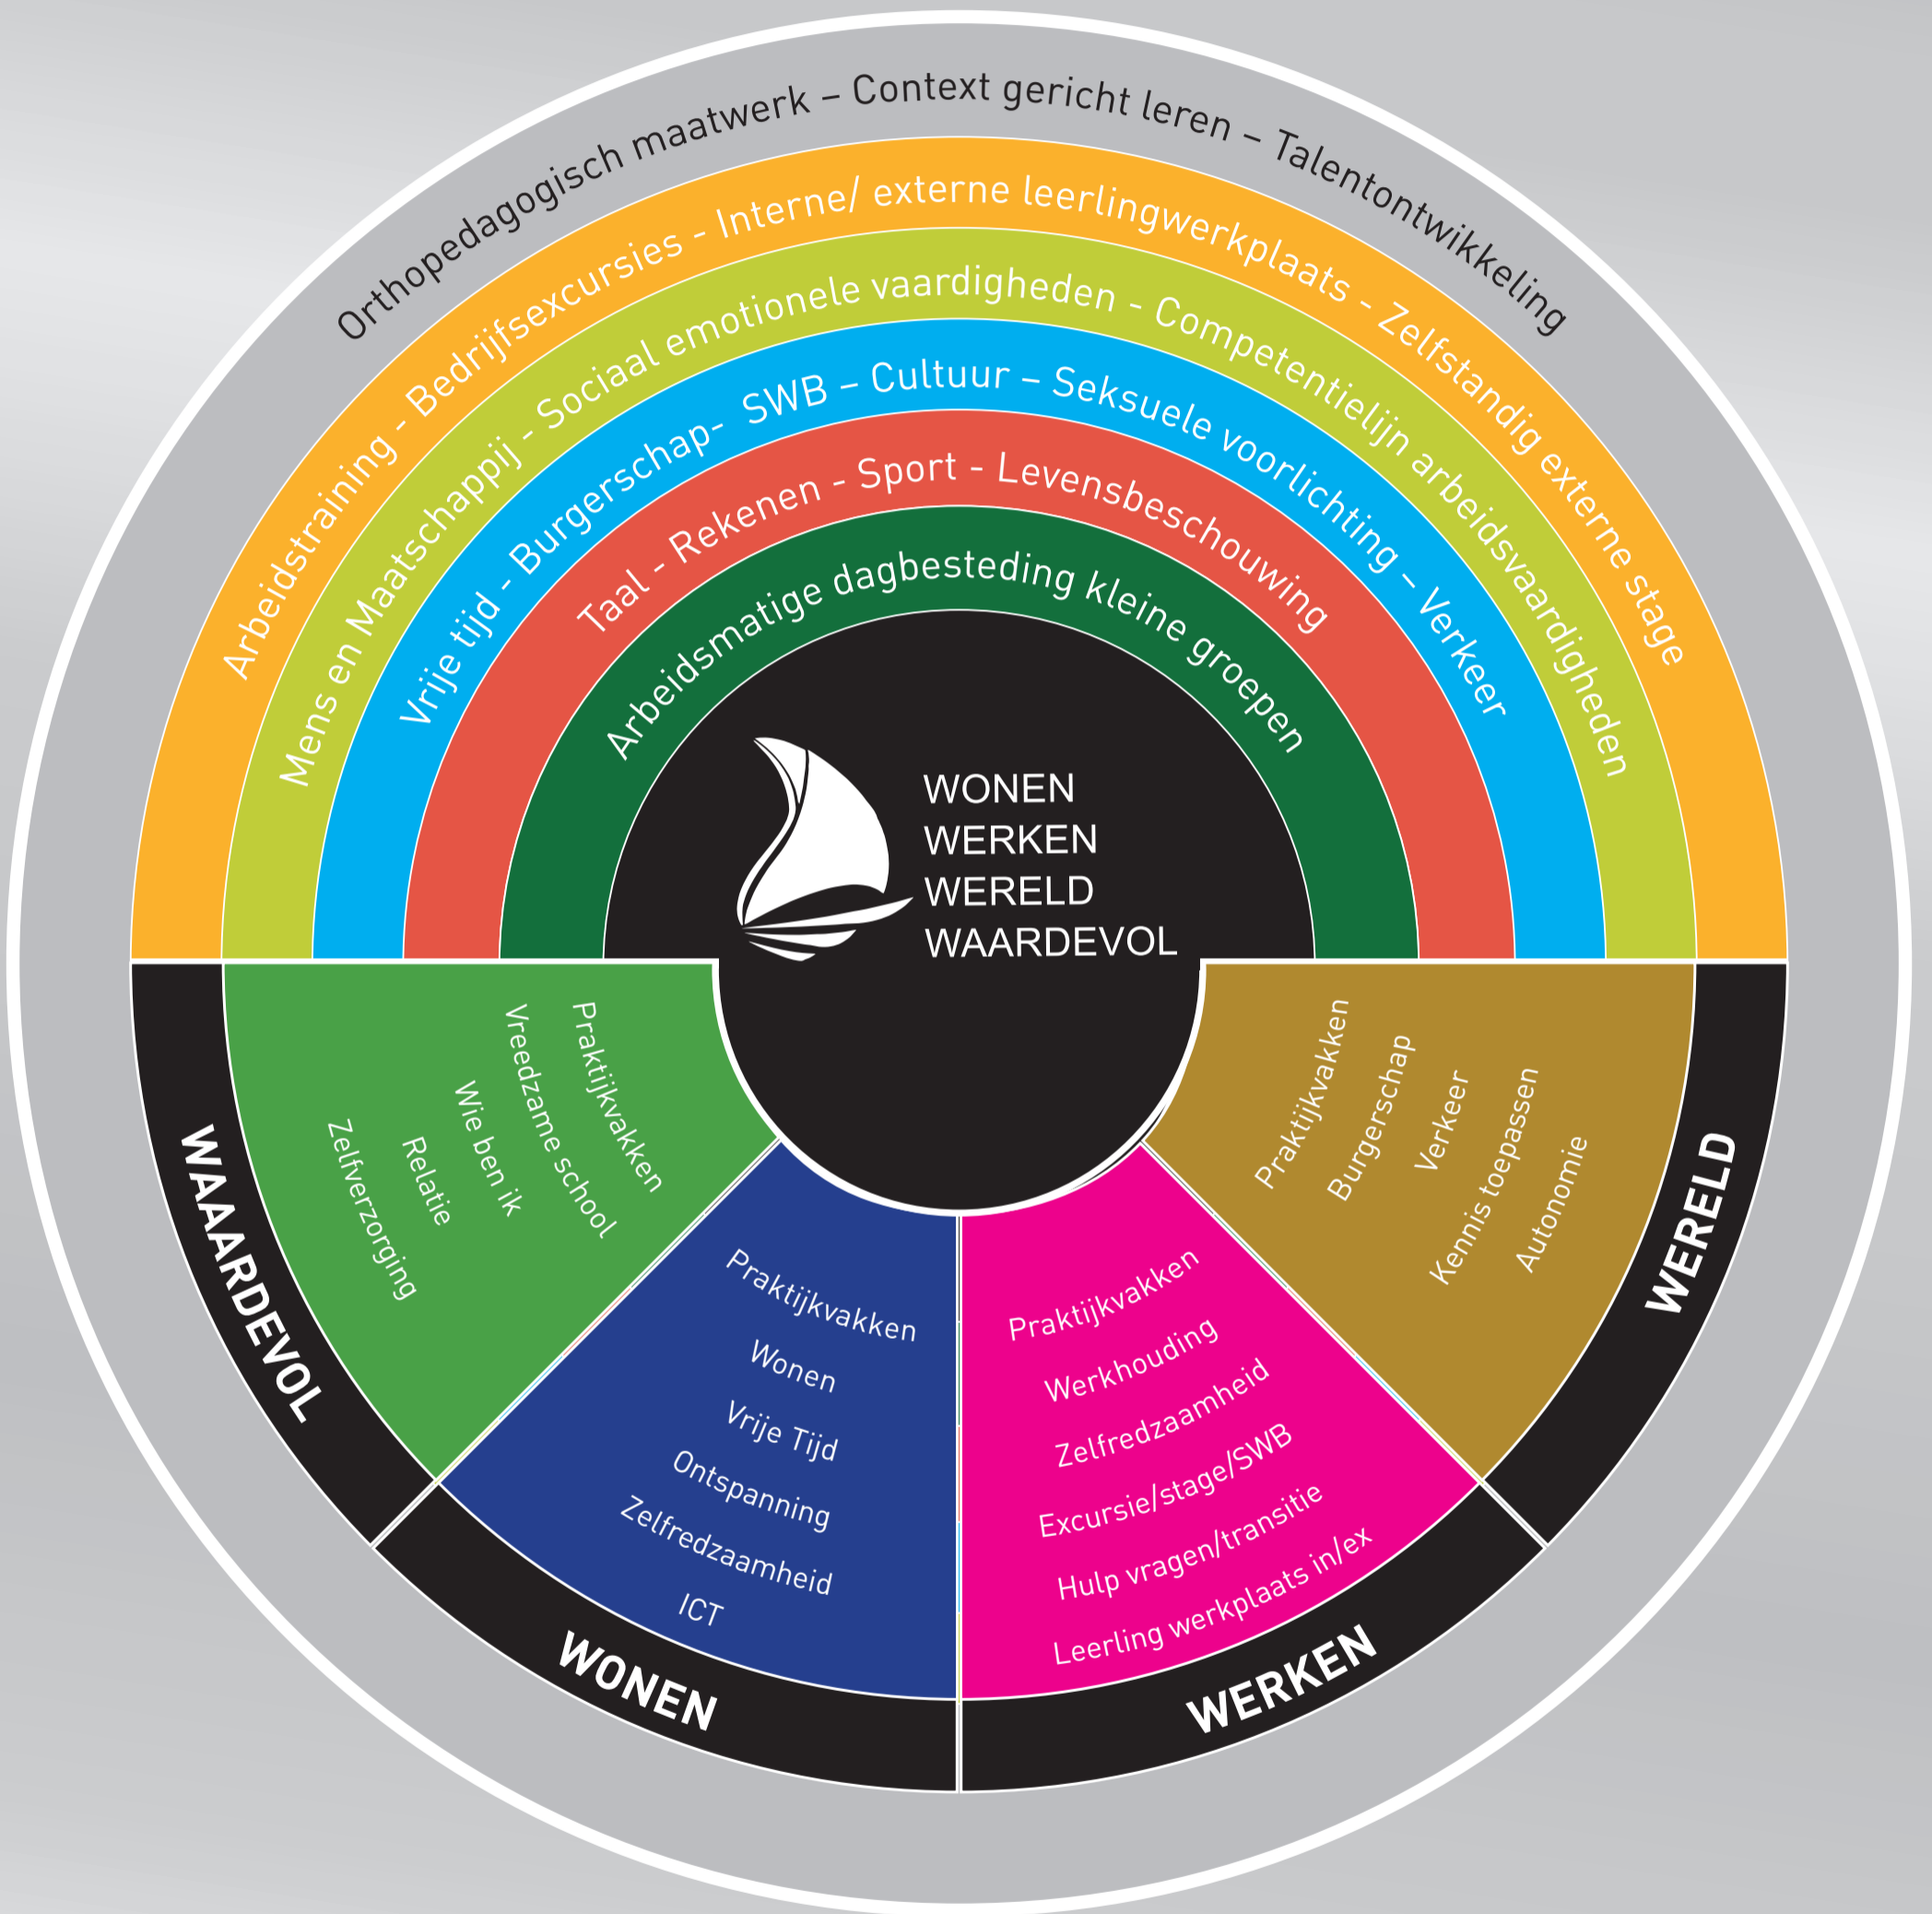 Orthopedagogisch maatwerk – Context gericht leren – Talentontwikkeling
Arbeidstraining - Bedrijfsexcursies - Interne/ externe leerlingwerkplaats - Zelfstandig externe stage
Mens en Maatschappij - Sociaal emotionele vaardigheden - Competentielijn arbeidsvaardigheden
Vrije tijd - Burgerschap- SWB – Cultuur – Seksuele voorlichting – Verkeer
Taal - Rekenen - Sport - Levensbeschouwing
Arbeidsmatige dagbesteding kleine groepen
WONEN
WERKEN
WERELD
WAARDEVOL
Praktijkvakken
Vreedzame school
Wie ben ik
Relatie
Zelfverzorging
WAARDEVOL
Praktijkvakken
Wonen
Vrije Tijd
Ontspanning
Zelfredzaamheid
ICT
WONEN
Praktijkvakken
Werkhouding
Zelfredzaamheid
Excursie/stage/SWB
Hulp vragen/transitie
Leerling werkplaats in/ex
WERKEN
Praktijkvakken
Burgerschap
Verkeer
Kennis toepassen
Autonomie
WERELD